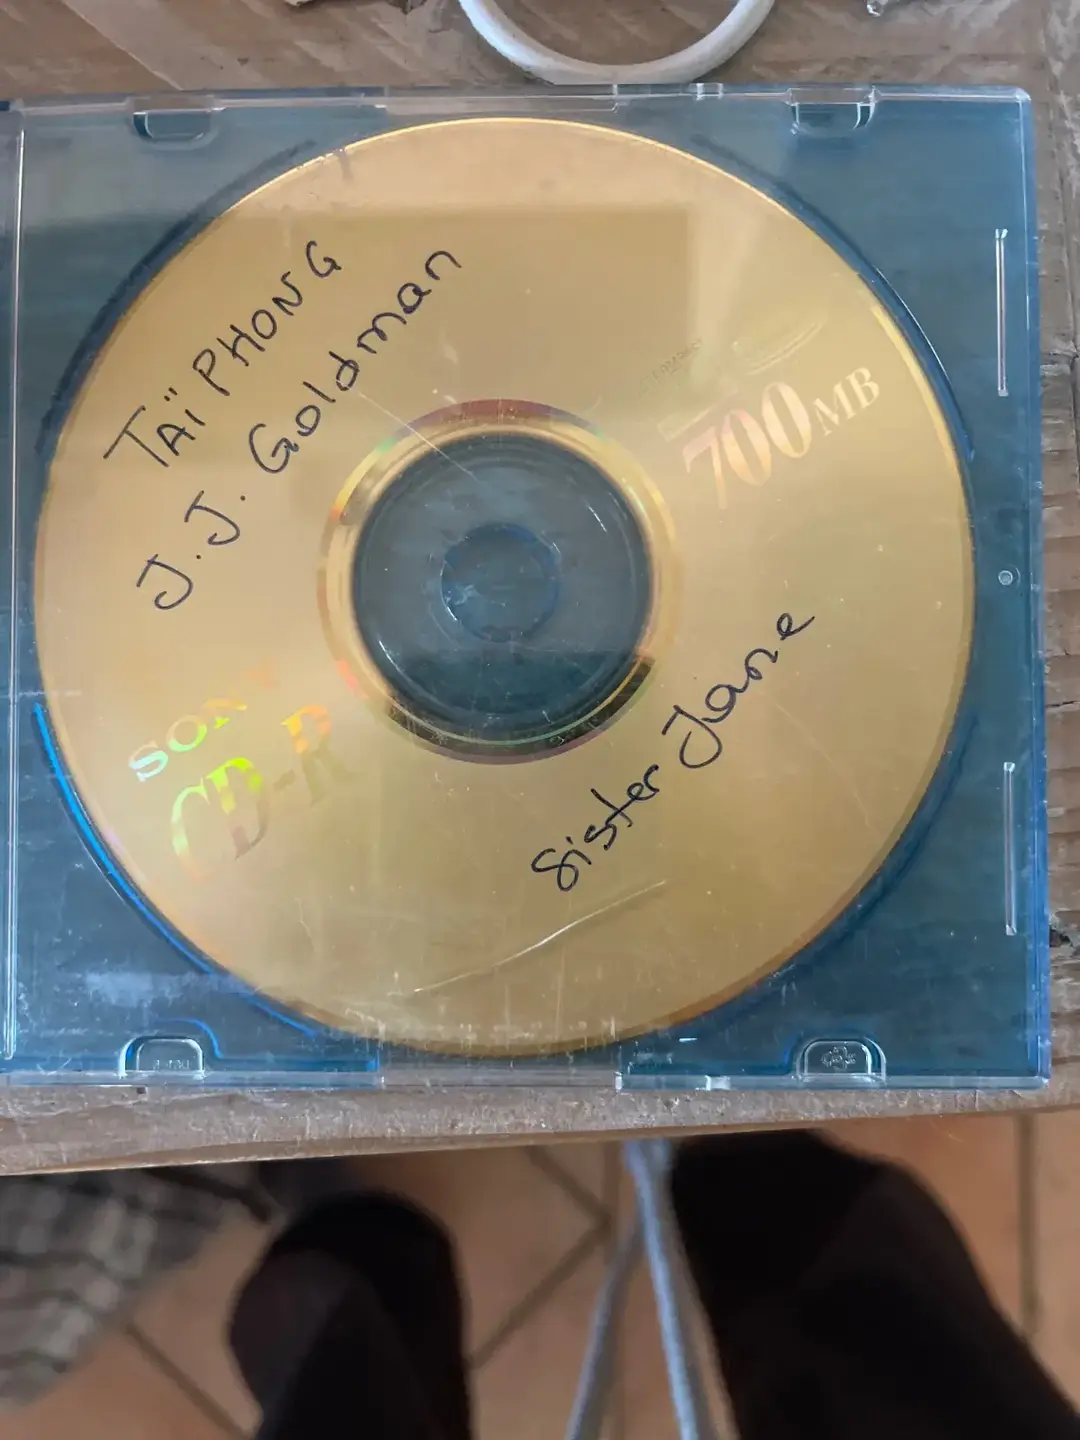 TAÏ PHONG
J.J. Goldman
700MB
SONY
CD-R
Sister Jane